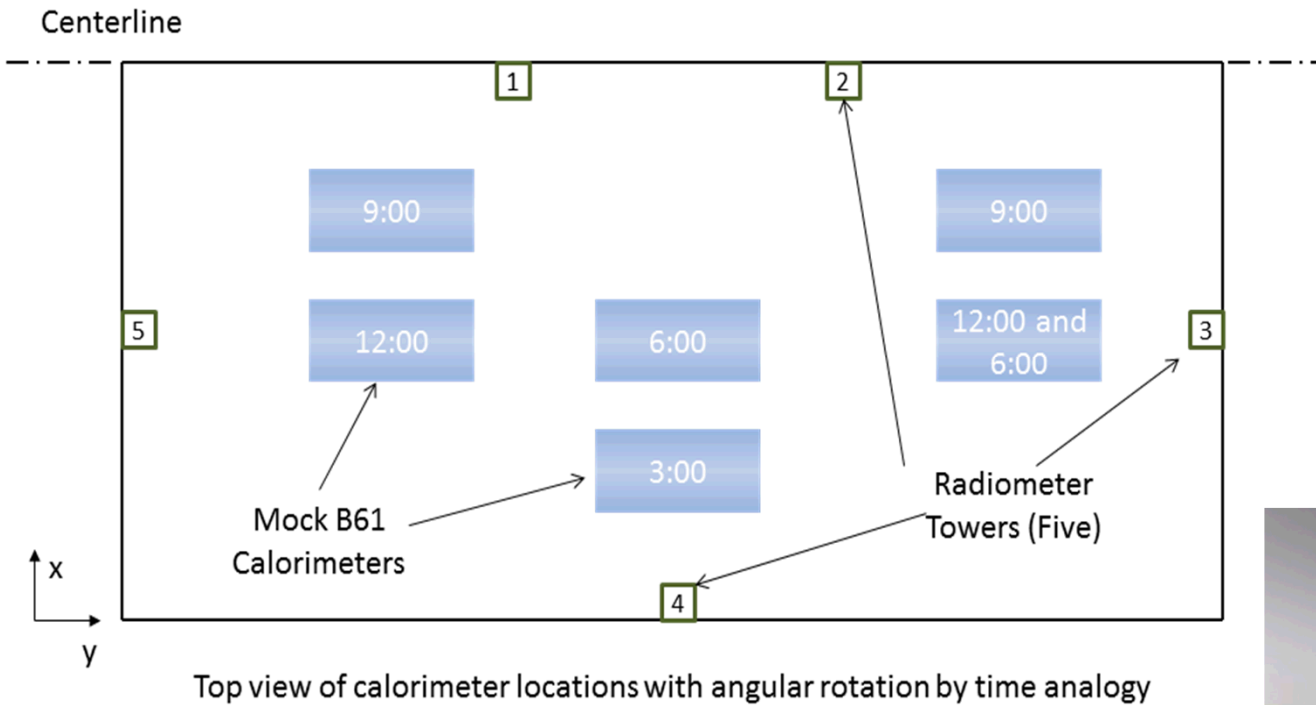 Centerline
1
2
9:00
9:00
5
12:00
6:00
12:00 and
6:00
3
3:00
Mock B61
Calorimeters
Radiometer
Towers (Five)
4
x
y
Top view of calorimeter locations with angular rotation by time analogy